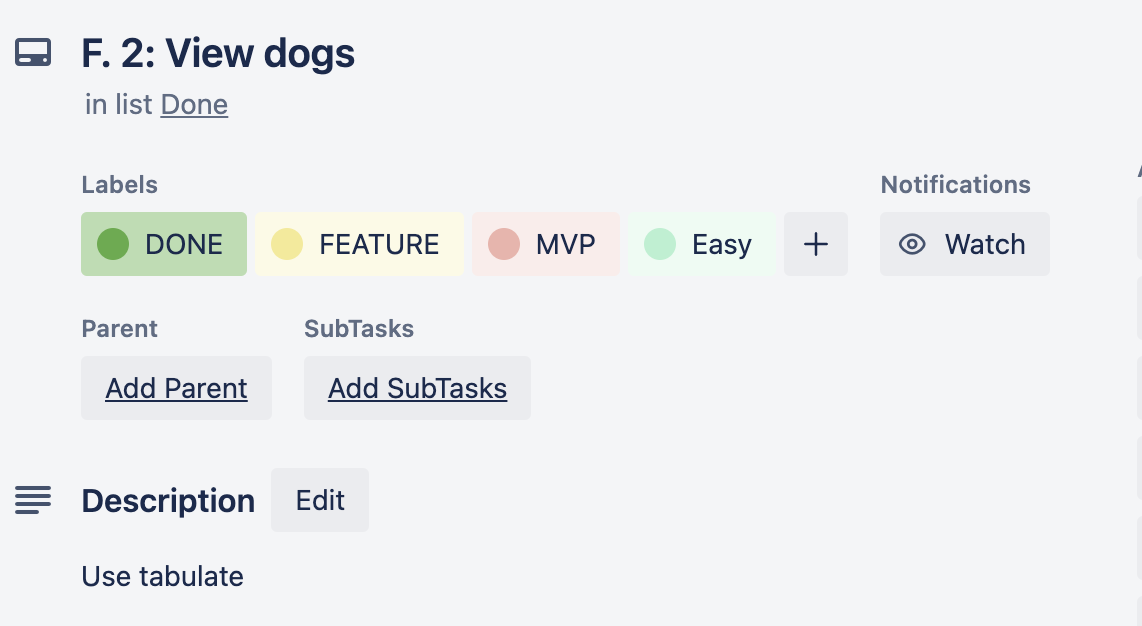 F. 2: View dogs
in list Done
Labels
Notifications
DONE
FEATURE
MVP
Easy
+
Watch
Parent
SubTasks
Add Parent
Add SubTasks
Description
Edit
Use tabulate